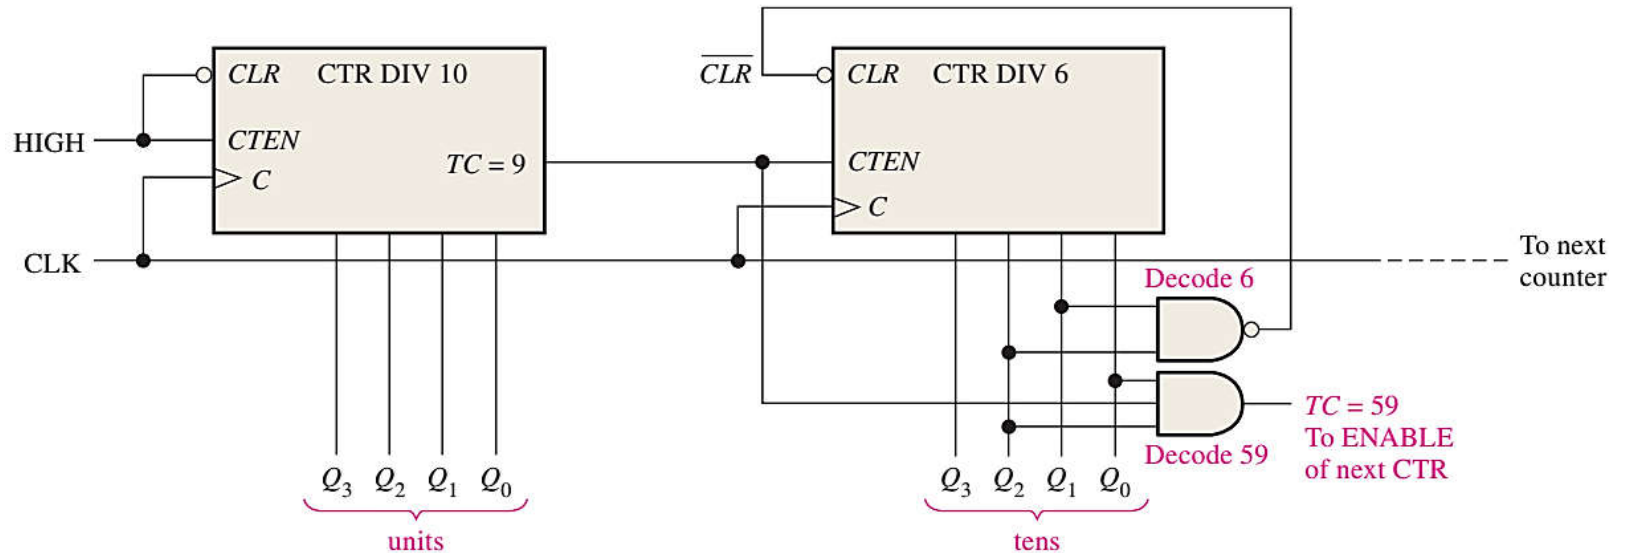 CLR CTR DIV 10
HIGH
CTEN
TC = 9
C
CLK
CLR
CLR CTR DIV 6
CTEN
C
To next
counter
Decode 6
TC = 59
To ENABLE
of next CTR
Decode 59
Q3 Q2 Q1 Q0
units
Q3 Q2 Q1 Q0
tens